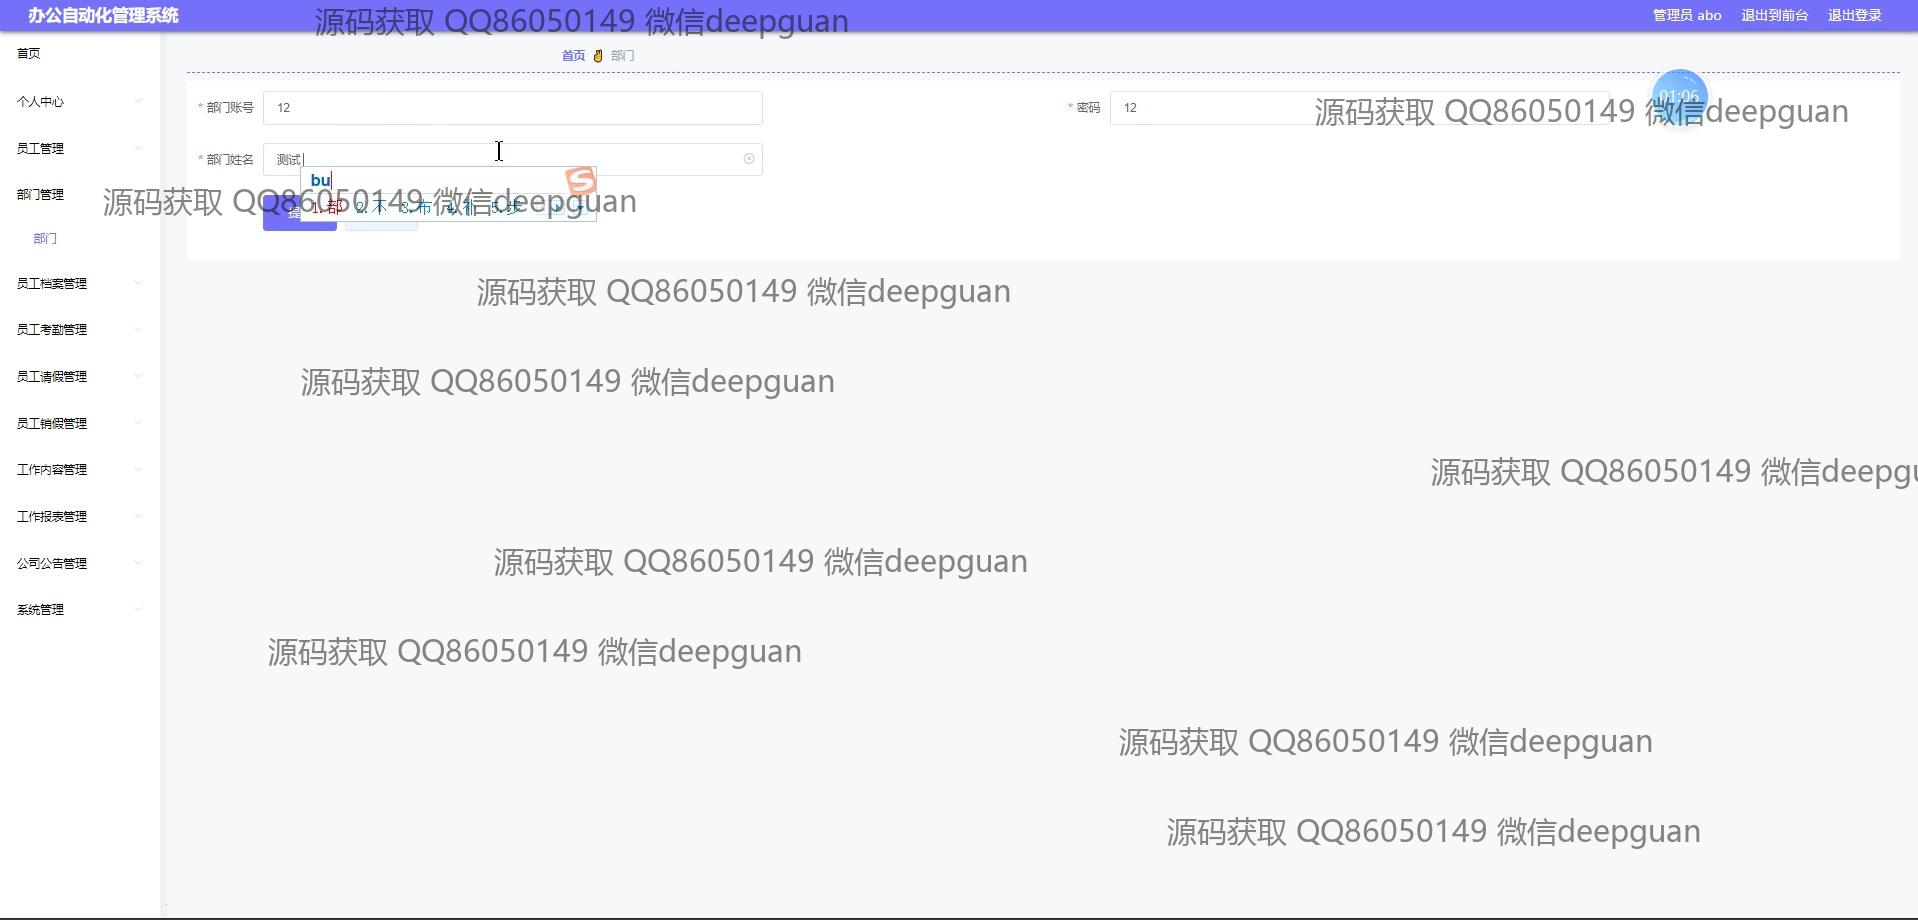 办公自动化管理系统
源码获取 QQ86050149 微信deepguan
管理员 abo 退出到前台 退出登录
首页
首页 部门
个人中心
* 部门账号 12
* 密码 12
01:06
源码获取 QQ86050149 微信deepguan
员工管理
* 部门姓名 测试
bu
部门管理
源码获取 QQ86050149 微信deepguan
提
1.部 2.不 3.布 4.补 5.步
部门
员工档案管理
源码获取 QQ86050149 微信deepguan
员工考勤管理
员工请假管理
源码获取 QQ86050149 微信deepguan
员工销假管理
工作内容管理
源码获取 QQ86050149 微信deepgu
工作报表管理
公司公告管理
源码获取 QQ86050149 微信deepguan
系统管理
源码获取 QQ86050149 微信deepguan
源码获取 QQ86050149 微信deepguan
源码获取 QQ86050149 微信deepguan